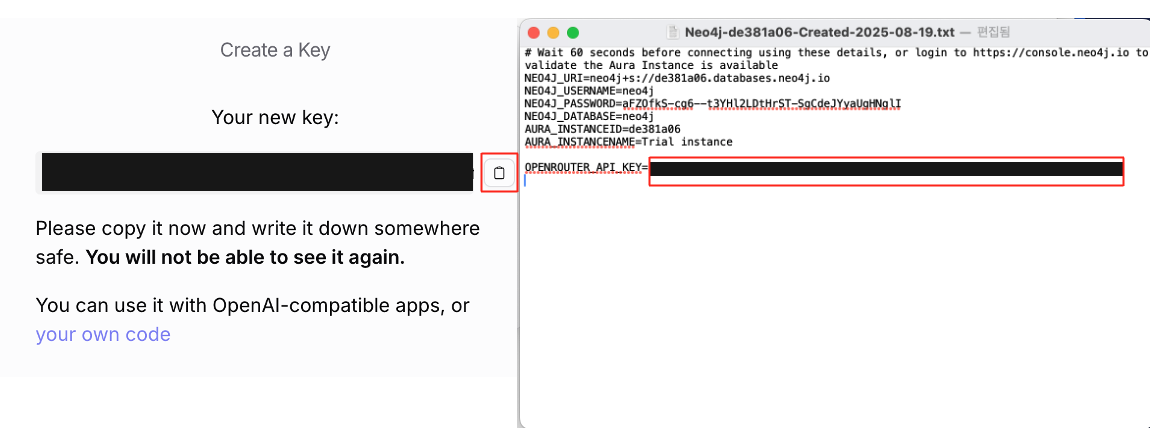 Create a Key
Your new key:
Please copy it now and write it down somewhere
safe. You will not be able to see it again.
You can use it with OpenAI-compatible apps, or
your own code
Neo4j-de381a06-Created-2025-08-19.txt — 편집됨
# Wait 60 seconds before connecting using these details, or login to https://console.neo4j.io to
validate the Aura Instance is available
NEO4J_URI=neo4j+s://de381a06.databases.neo4j.io
NEO4J_USERNAME=neo4j
NEO4J_PASSWORD=aFZOfkS-cg6--t3YHl2LDtHrST-SgCdeJYyaUgHNglI
NEO4J_DATABASE=neo4j
AURA_INSTANCEID=de381a06
AURA_INSTANCENAME=Trial instance
OPENROUTER_API_KEY=